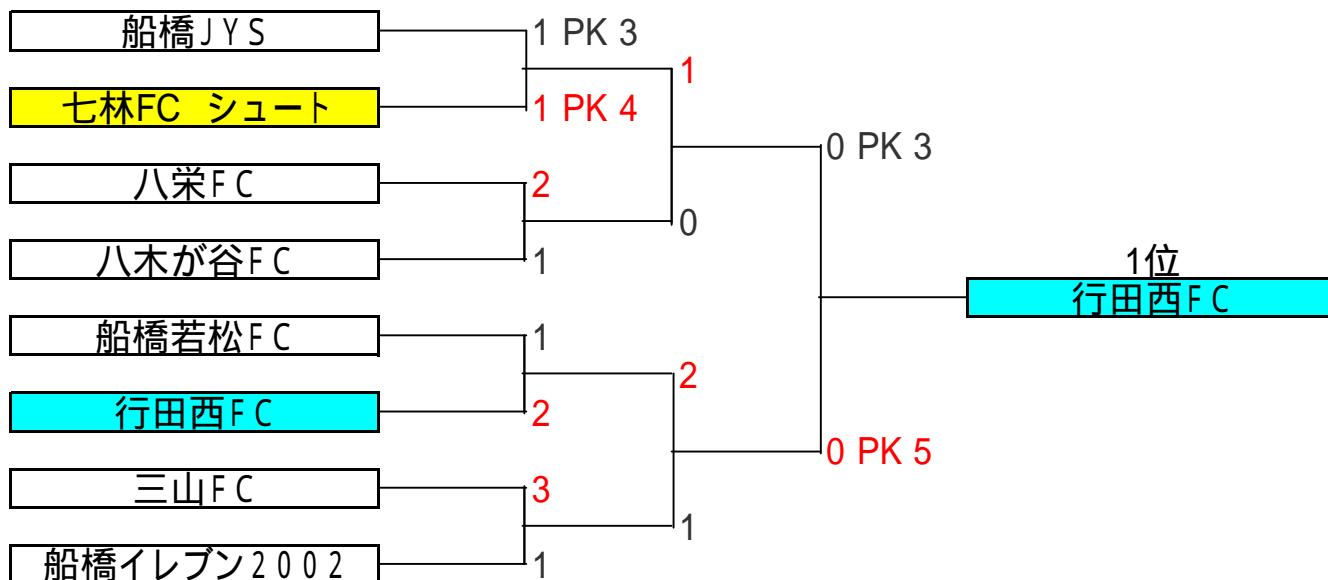 船橋JYS
1 PK 3
1
七林FC シュート
1 PK 4
0 PK 3
八栄FC
2
0
八木が谷FC
1
1位
行田西FC
船橋若松FC
1
2
行田西FC
2
0 PK 5
三山FC
3
1
船橋イレブン2002
1